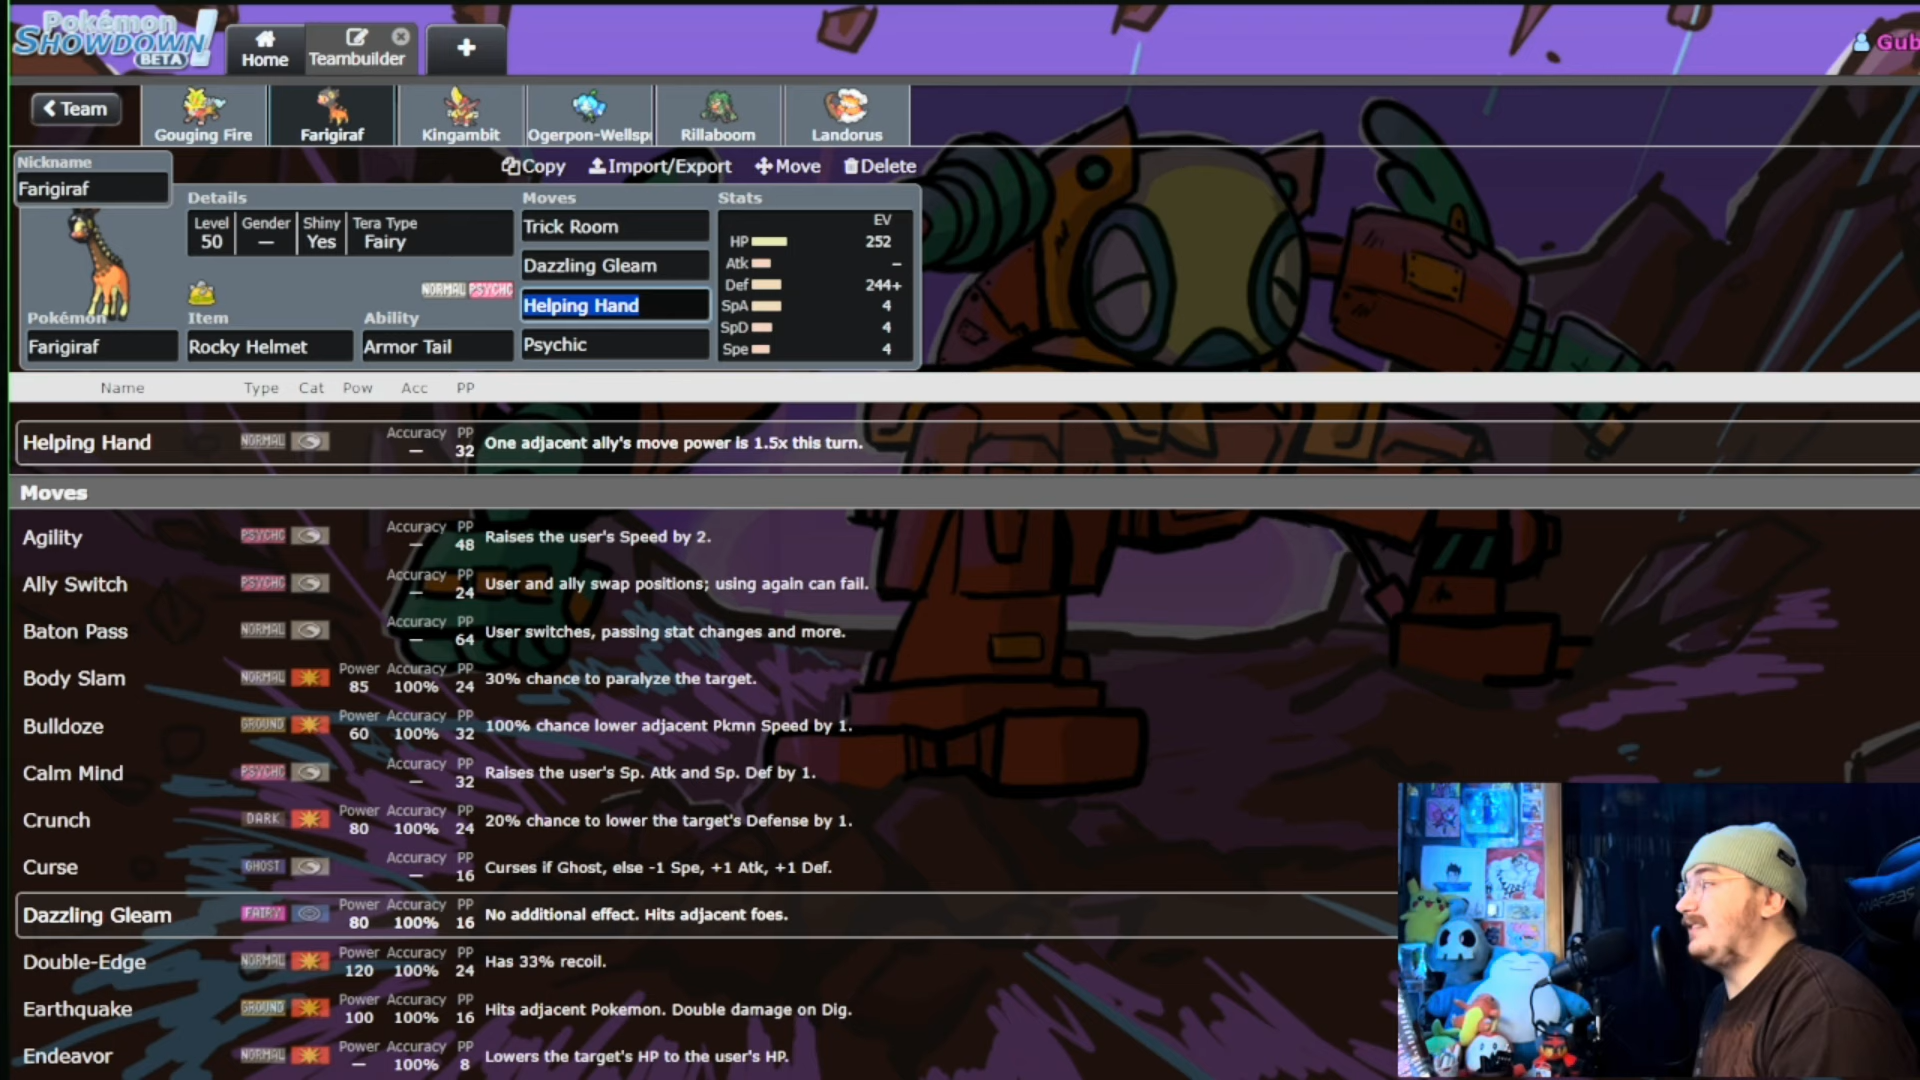 Pokémon
SHOWDOWN!
BETA
Home
Teambuilder
Gub
Team
Gouging Fire
Farigiraf
Kingambit
Ogerpon-Wellsp
Rillaboom
Landorus
Nickname
Farigiraf
Copy Import/Export Move Delete
Details
Moves
Stats
Level Gender Shiny Tera Type
50 — Yes Fairy
NORMAL PSYCHC
Pokémon Item Ability
Farigiraf Rocky Helmet Armor Tail
Trick Room
Dazzling Gleam
Helping Hand
Psychic
EV
HP 252
Atk –
Def 244+
SpA 4
SpD 4
Spe 4
Name Type Cat Pow Acc PP
Helping Hand NORMAL Accuracy — PP 32 One adjacent ally's move power is 1.5x this turn.
Moves
Agility PSYCHC Accuracy — PP 48 Raises the user's Speed by 2.
Ally Switch PSYCHC Accuracy — PP 24 User and ally swap positions; using again can fail.
Baton Pass NORMAL Accuracy — PP 64 User switches, passing stat changes and more.
Body Slam NORMAL Power 85 Accuracy 100% PP 24 30% chance to paralyze the target.
Bulldoze GROUND Power 60 Accuracy 100% PP 32 100% chance lower adjacent Pkmn Speed by 1.
Calm Mind PSYCHC Accuracy — PP 32 Raises the user's Sp. Atk and Sp. Def by 1.
Crunch DARK Power 80 Accuracy 100% PP 24 20% chance to lower the target's Defense by 1.
Curse GHOST Accuracy — PP 16 Curses if Ghost, else -1 Spe, +1 Atk, +1 Def.
Dazzling Gleam FAIRY Power 80 Accuracy 100% PP 16 No additional effect. Hits adjacent foes.
Double-Edge NORMAL Power 120 Accuracy 100% PP 24 Has 33% recoil.
Earthquake GROUND Power 100 Accuracy 100% PP 16 Hits adjacent Pokemon. Double damage on Dig.
Endeavor NORMAL Power — Accuracy 100% PP 8 Lowers the target's HP to the user's HP.